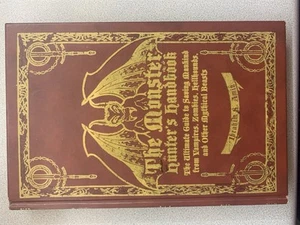 The Monster
Hunter's Handbook
The Ultimate Guide to Saving Mankind
from Vampires, Zombies, Hellhounds,
and Other Mythical Beasts